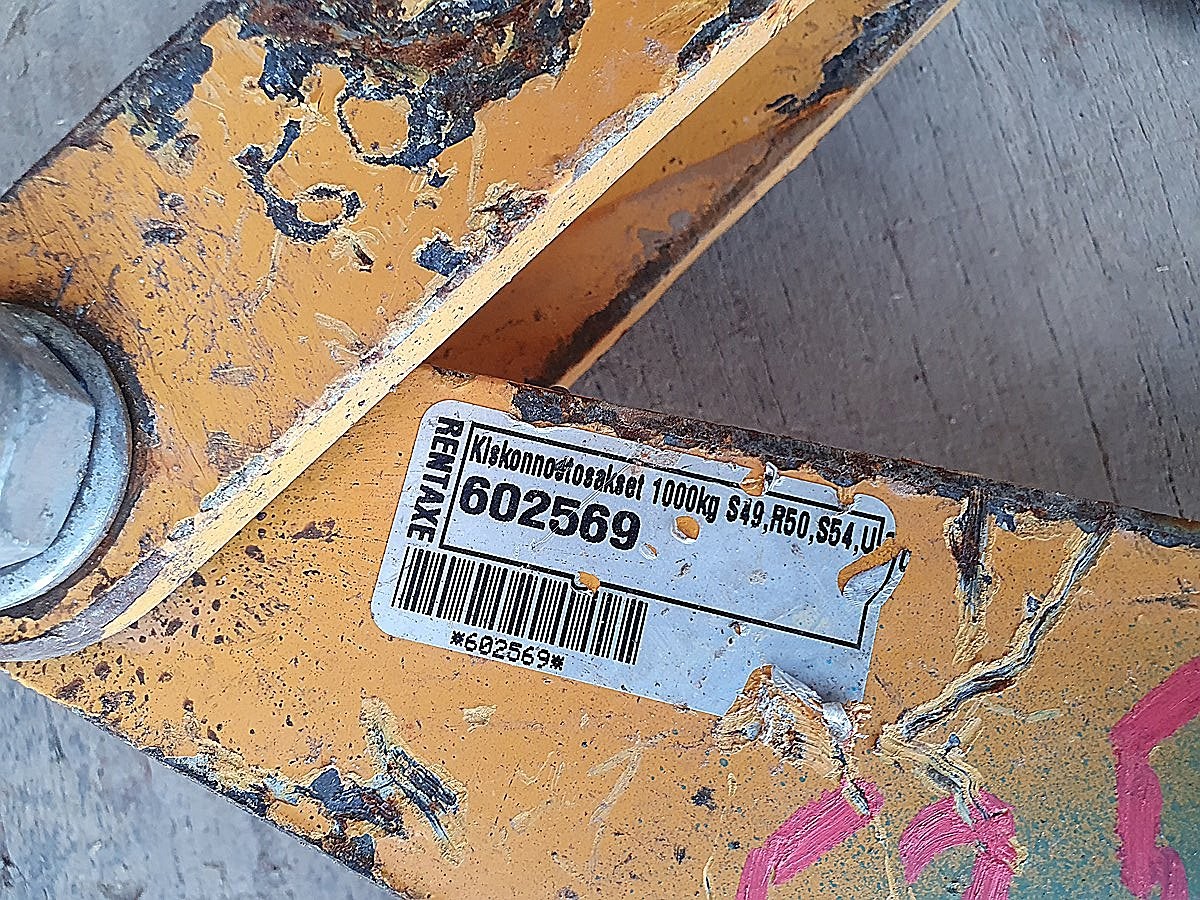 RENTAXE
Kiskonnostosakset 1000kg S49,R50,S54,U
602569
*602569*